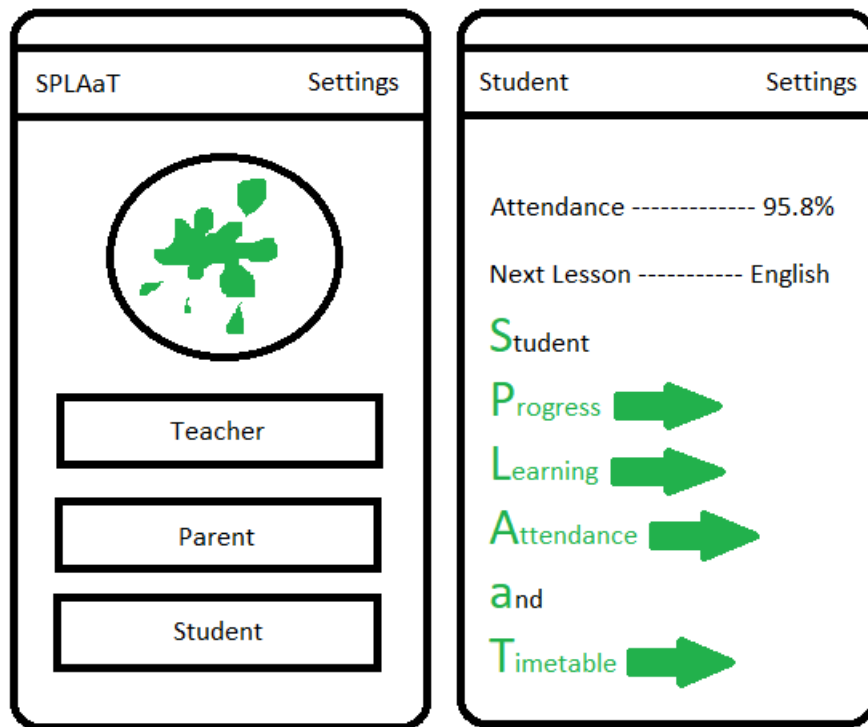 SPLAaT Settings
Teacher
Parent
Student
Student Settings
Attendance ------------- 95.8%
Next Lesson ----------- English
Student
Progress
Learning
Attendance
and
Timetable